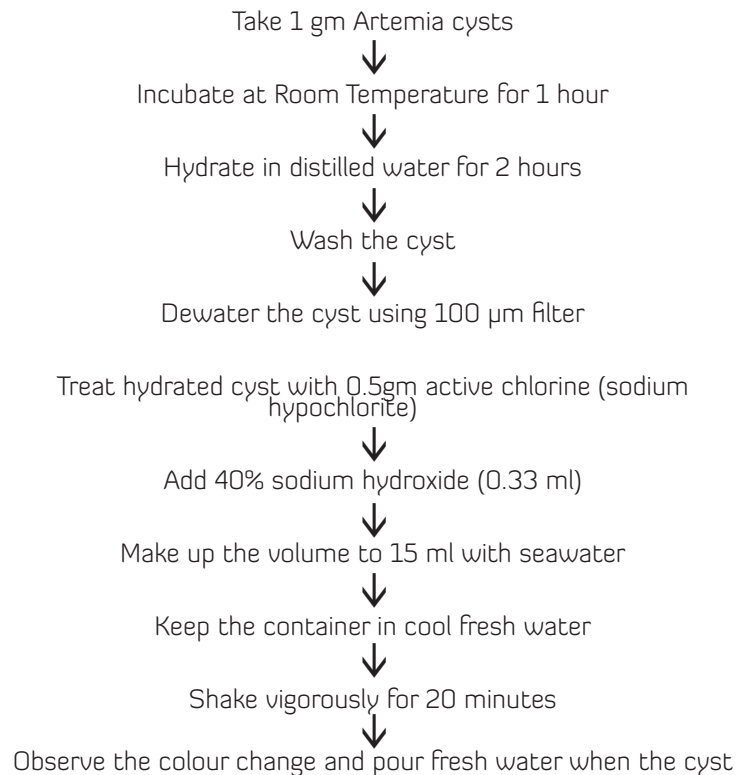 Take 1 gm Artemia cysts
Incubate at Room Temperature for 1 hour
Hydrate in distilled water for 2 hours
Wash the cyst
Dewater the cyst using 100 µm filter
Treat hydrated cyst with 0.5gm active chlorine (sodium
hypochlorite)
Add 40% sodium hydroxide (0.33 ml)
Make up the volume to 15 ml with seawater
Keep the container in cool fresh water
Shake vigorously for 20 minutes
Observe the colour change and pour fresh water when the cyst